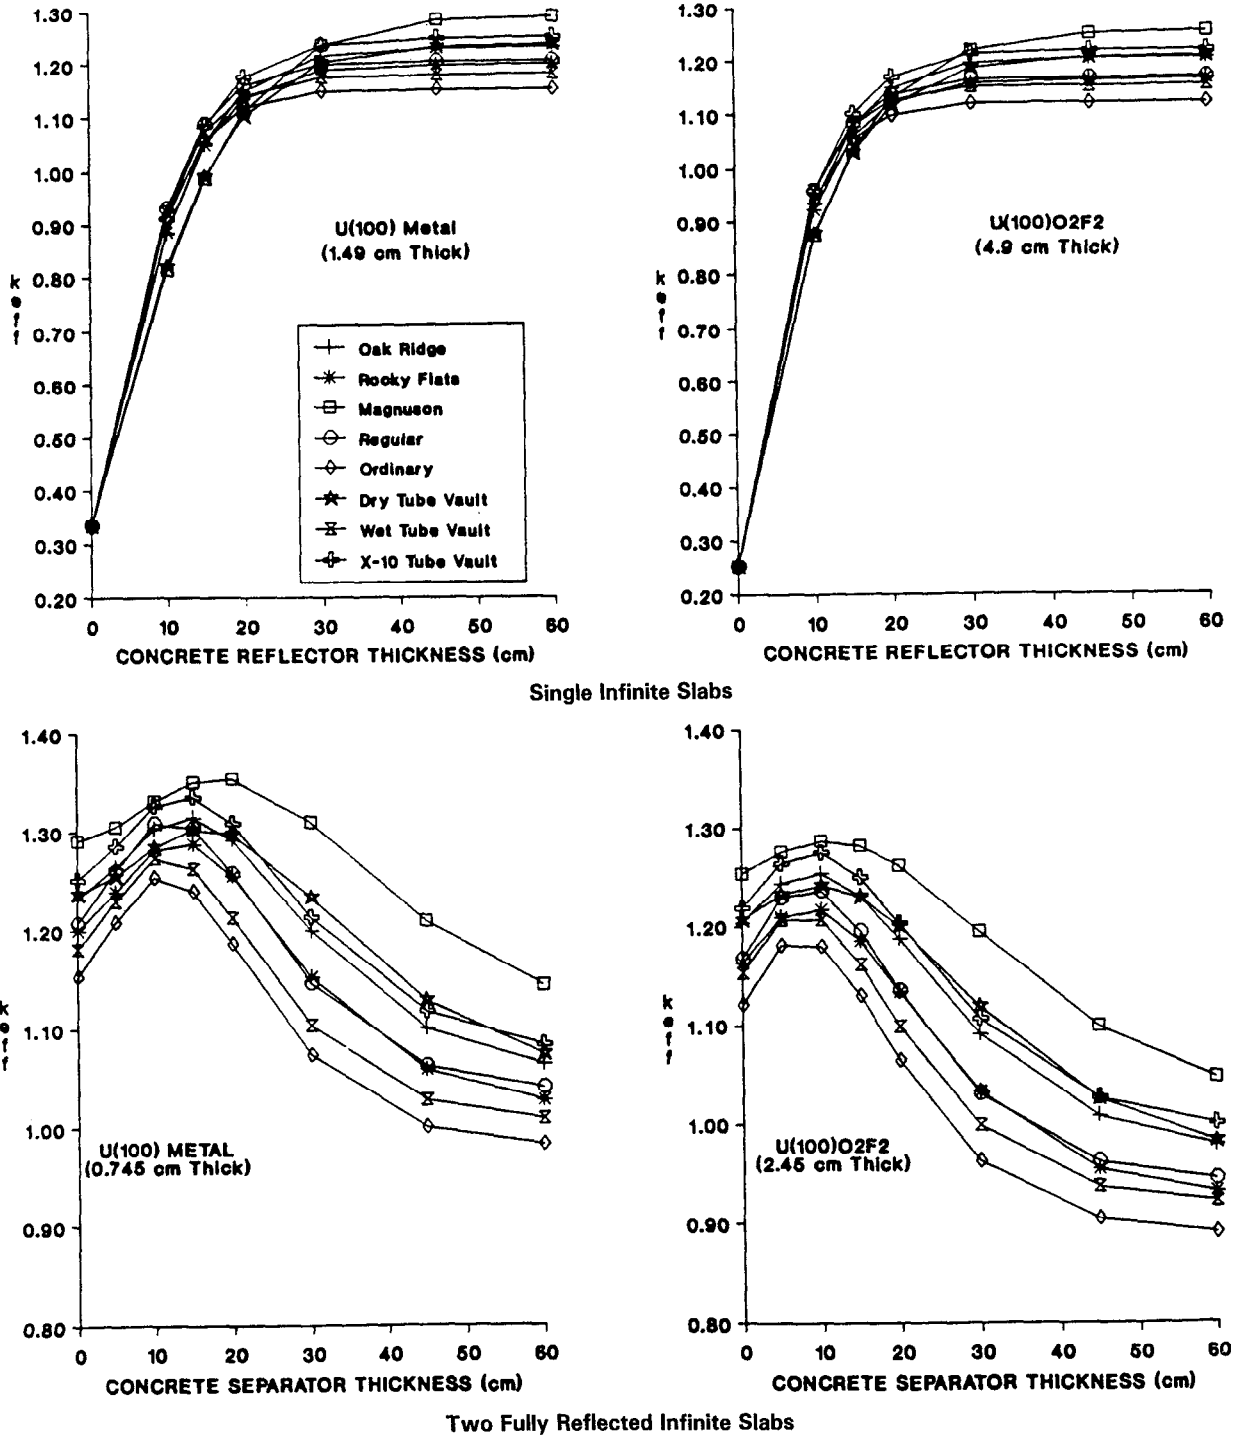 1.30
1.20
1.10
1.00
0.90
0.80
0.70
0.60
0.50
0.40
0.30
0.20
k
e
f
f
U(100) Metal
(1.49 cm Thick)
Oak Ridge
Rocky Flats
Magnuson
Regular
Ordinary
Dry Tube Vault
Wet Tube Vault
X-10 Tube Vault
0 10 20 30 40 50 60
CONCRETE REFLECTOR THICKNESS (cm)
1.30
1.20
1.10
1.00
0.90
0.80
0.70
0.60
0.50
0.40
0.30
0.20
k
e
f
f
U(100)O2F2
(4.9 cm Thick)
0 10 20 30 40 50 60
CONCRETE REFLECTOR THICKNESS (cm)
Single Infinite Slabs
1.40
1.30
1.20
1.10
1.00
0.90
0.80
k
e
f
f
U(100) METAL
(0.745 cm Thick)
0 10 20 30 40 50 60
CONCRETE SEPARATOR THICKNESS (cm)
1.40
1.30
1.20
1.10
1.00
0.90
0.80
k
e
f
f
U(100)O2F2
(2.45 cm Thick)
0 10 20 30 40 50 60
CONCRETE SEPARATOR THICKNESS (cm)
Two Fully Reflected Infinite Slabs